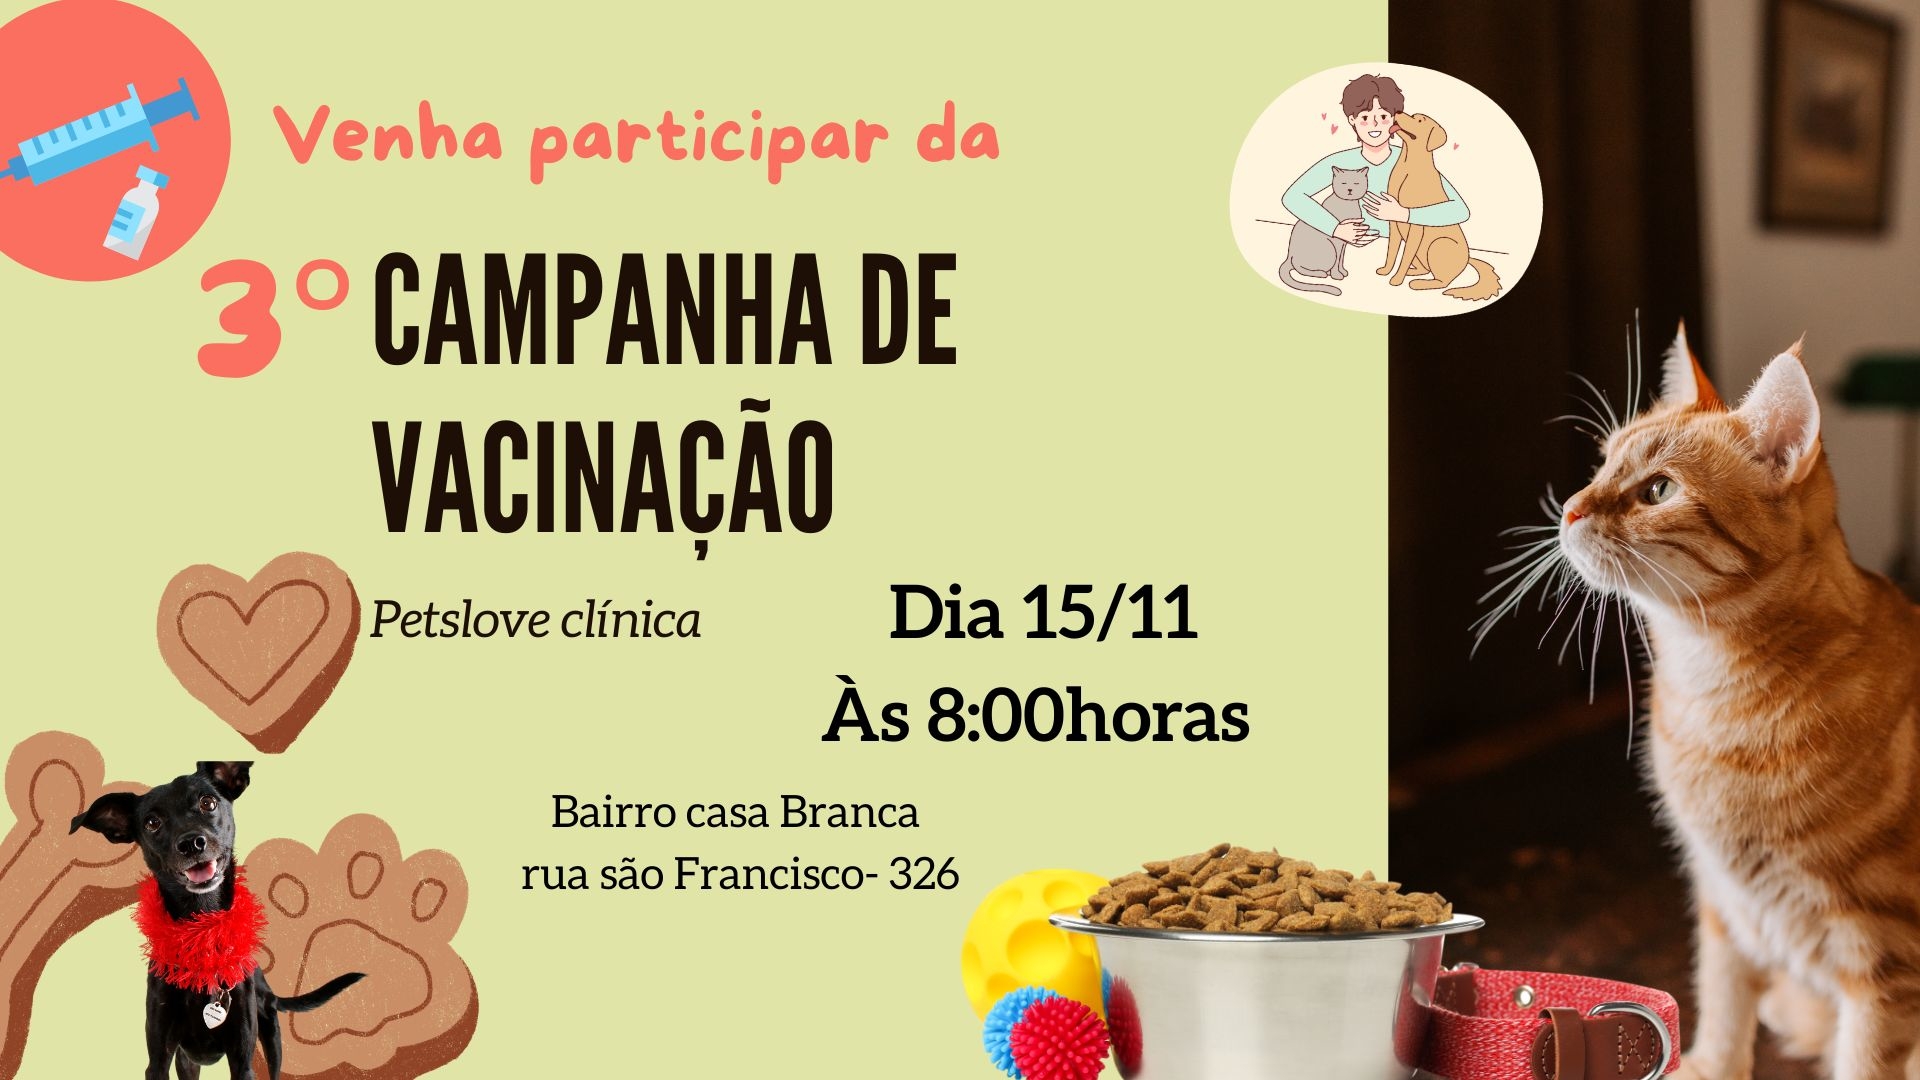 Venha participar da
3° CAMPANHA DE
VACINAÇÃO
Petslove clínica
Dia 15/11
Às 8:00horas
Bairro casa Branca
rua são Francisco- 326